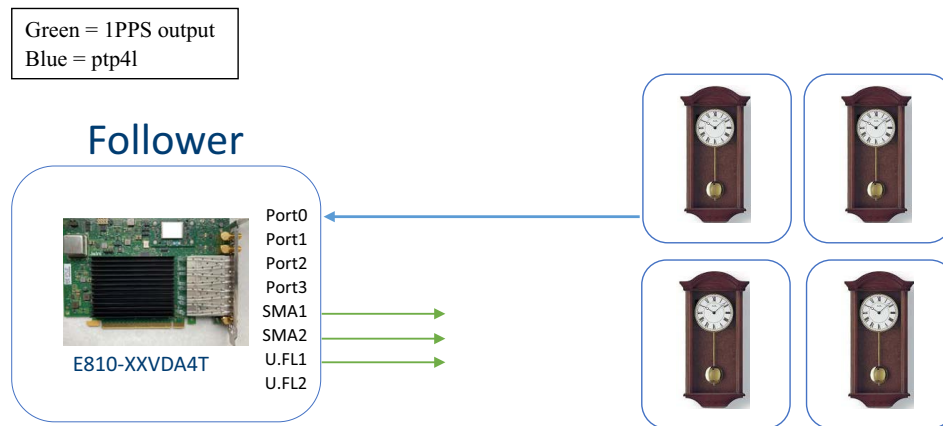 Green = 1PPS output
Blue = ptp4l
Follower
Port0
Port1
Port2
Port3
SMA1
SMA2
U.FL1
U.FL2
E810-XXVDA4T